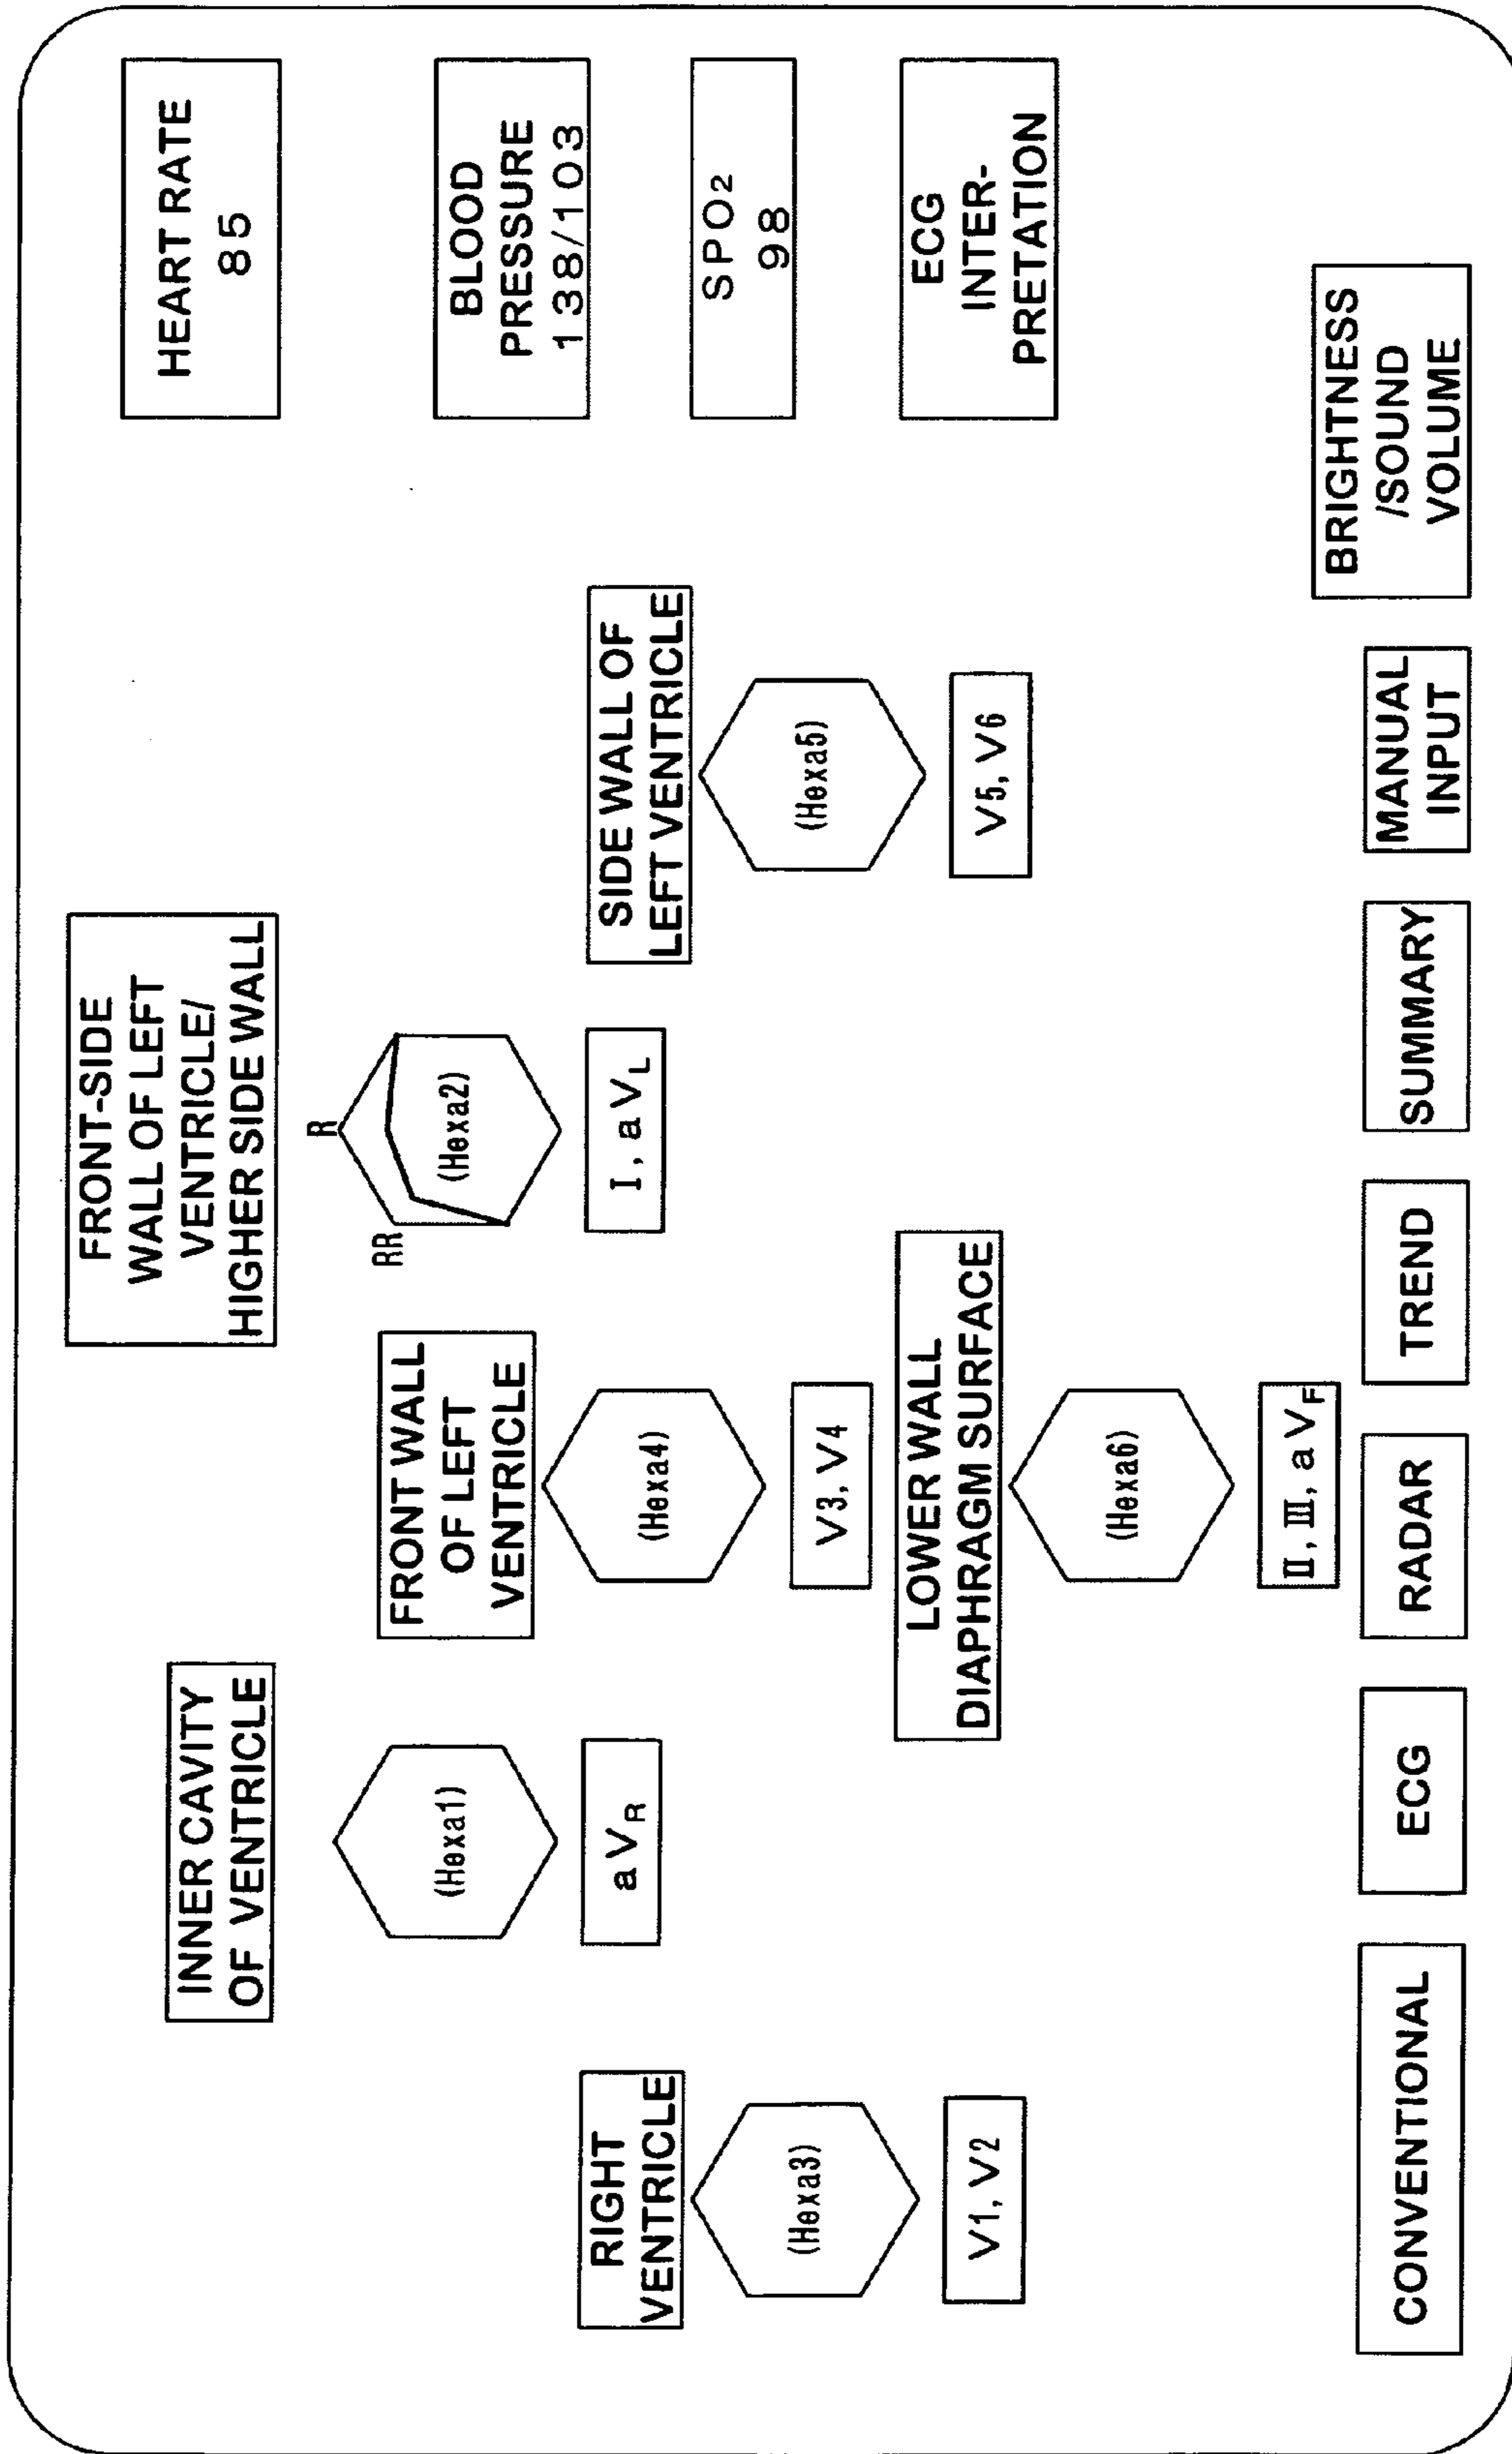 FRONT-SIDE
WALL OF LEFT
VENTRICLE/
HIGHER SIDE WALL
HEART RATE
85
INNER CAVITY
OF VENTRICLE
R
RR
(Hexa1)
(Hexa2)
aVR
I, aVL
FRONT WALL
OF LEFT
VENTRICLE
(Hexa4)
V3, V4
BLOOD
PRESSURE
138/103
RIGHT
VENTRICLE
(Hexa3)
V1, V2
SIDE WALL OF
LEFT VENTRICLE
(Hexa5)
V5, V6
SPO2
98
LOWER WALL
DIAPHRAGM SURFACE
(Hexa6)
II, III, aVF
ECG
INTER-
PRETATION
CONVENTIONAL
ECG
RADAR
TREND
SUMMARY
MANUAL
INPUT
BRIGHTNESS
/SOUND
VOLUME